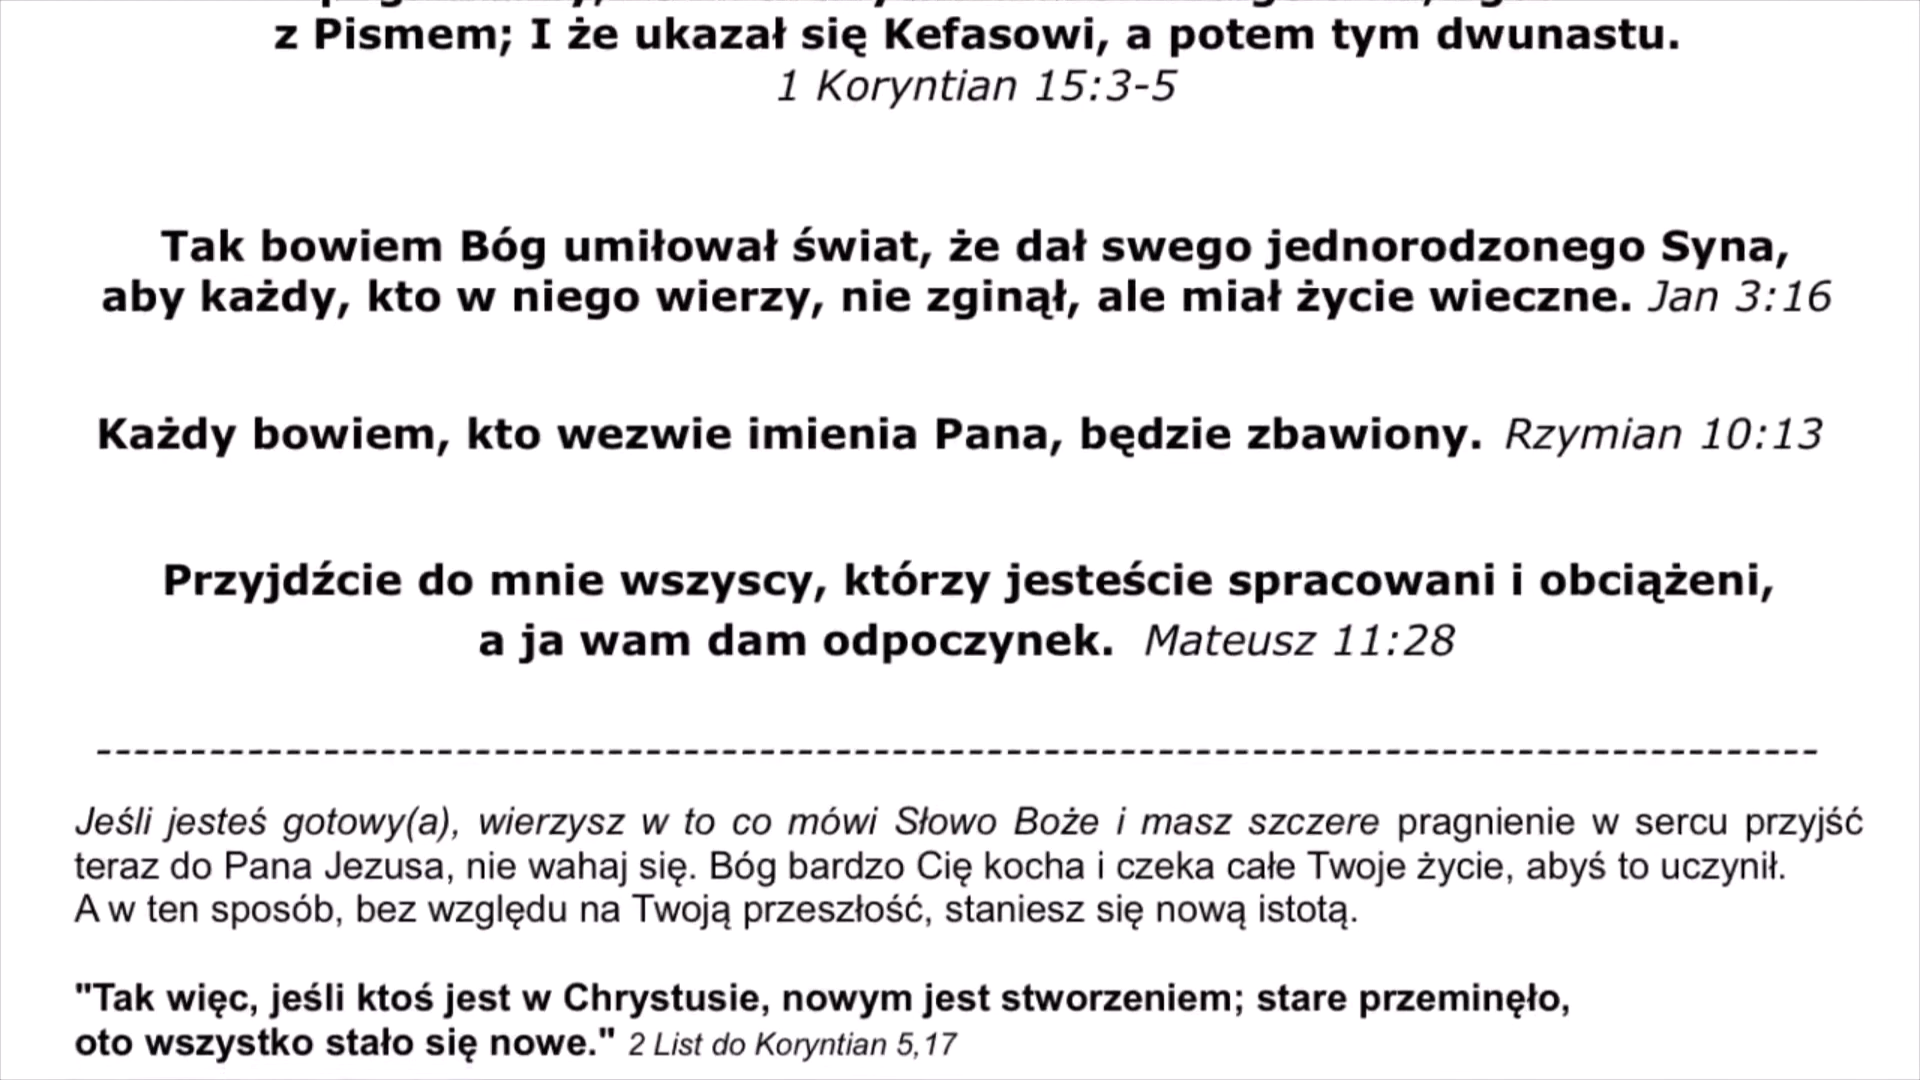 z Pismem; I że ukazał się Kefasowi, a potem tym dwunastu.
1 Koryntian 15:3-5
Tak bowiem Bóg umiłował świat, że dał swego jednorodzonego Syna,
aby każdy, kto w niego wierzy, nie zginął, ale miał życie wieczne. Jan 3:16
Każdy bowiem, kto wezwie imienia Pana, będzie zbawiony. Rzymian 10:13
Przyjdźcie do mnie wszyscy, którzy jesteście spracowani i obciążeni,
a ja wam dam odpoczynek. Mateusz 11:28
-------------------------------------------------------------------------------------------
Jeśli jesteś gotowy(a), wierzysz w to co mówi Słowo Boże i masz szczere pragnienie w sercu przyjść
teraz do Pana Jezusa, nie wahaj się. Bóg bardzo Cię kocha i czeka całe Twoje życie, abyś to uczynił.
A w ten sposób, bez względu na Twoją przeszłość, staniesz się nową istotą.
"Tak więc, jeśli ktoś jest w Chrystusie, nowym jest stworzeniem; stare przeminęło,
oto wszystko stało się nowe." 2 List do Koryntian 5,17